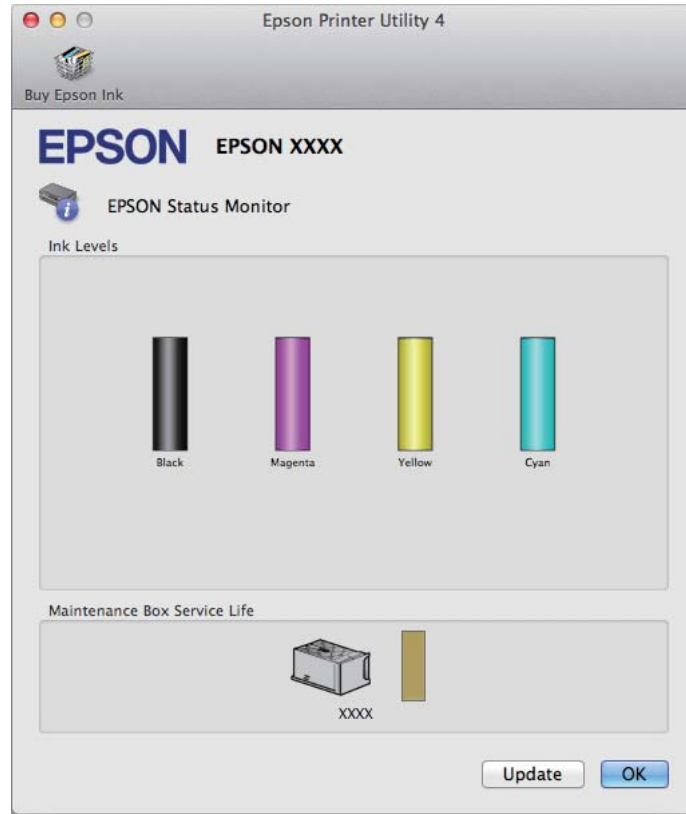 Epson Printer Utility 4
Buy Epson Ink
EPSON EPSON XXXX
EPSON Status Monitor
Ink Levels
Black Magenta Yellow Cyan
Maintenance Box Service Life
XXXX
Update OK